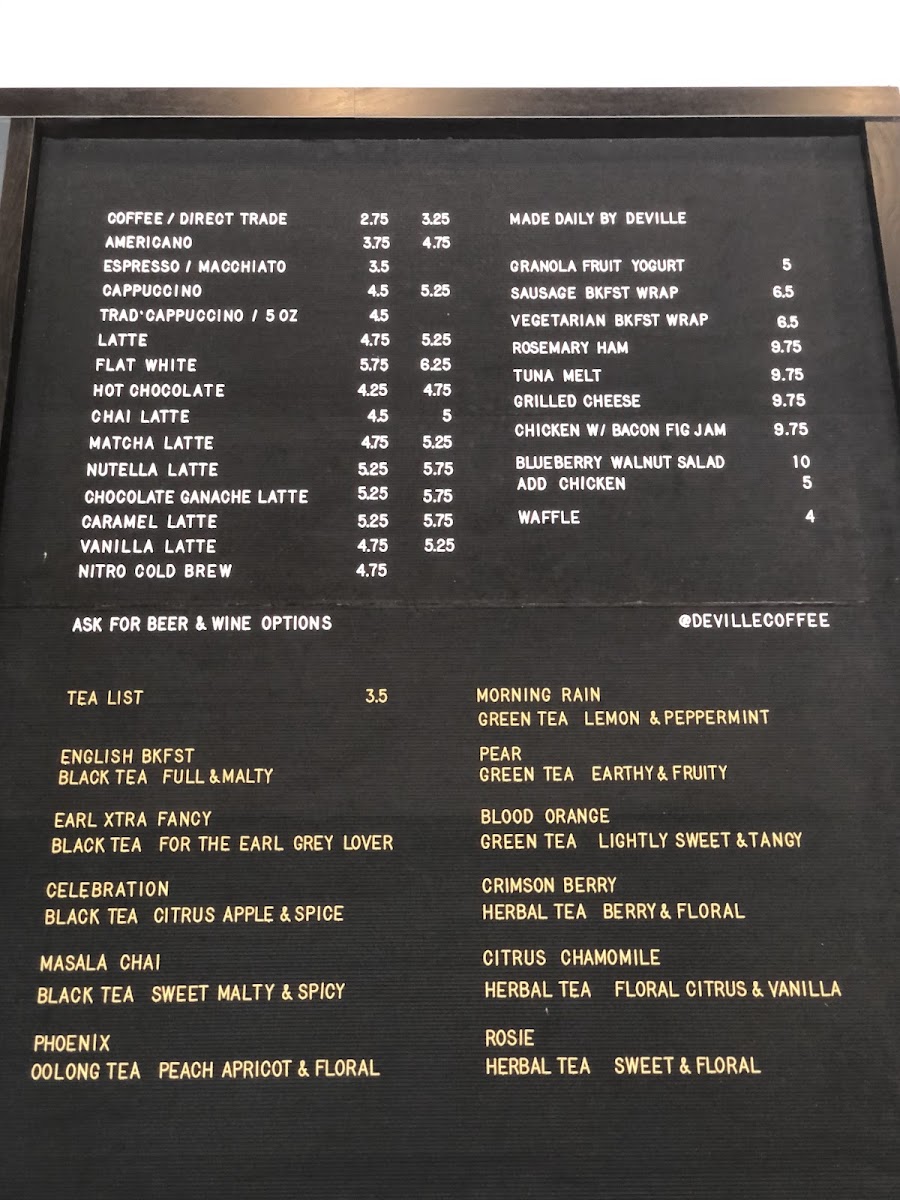 COFFEE / DIRECT TRADE 2.75 3.25
AMERICANO 3.75 4.75
ESPRESSO / MACCHIATO 3.5
CAPPUCCINO 4.5 5.25
TRAD'CAPPUCCINO / 5 OZ 4.5
LATTE 4.75 5.25
FLAT WHITE 5.75 6.25
HOT CHOCOLATE 4.25 4.75
CHAI LATTE 4.5 5
MATCHA LATTE 4.75 5.25
NUTELLA LATTE 5.25 5.75
CHOCOLATE GANACHE LATTE 5.25 5.75
CARAMEL LATTE 5.25 5.75
VANILLA LATTE 4.75 5.25
NITRO COLD BREW 4.75
MADE DAILY BY DEVILLE
GRANOLA FRUIT YOGURT 5
SAUSAGE BKFST WRAP 6.5
VEGETARIAN BKFST WRAP 6.5
ROSEMARY HAM 9.75
TUNA MELT 9.75
GRILLED CHEESE 9.75
CHICKEN W/ BACON FIG JAM 9.75
BLUEBERRY WALNUT SALAD 10
ADD CHICKEN 5
WAFFLE 4
ASK FOR BEER & WINE OPTIONS
@DEVILLECOFFEE
TEA LIST 3.5
ENGLISH BKFST
BLACK TEA FULL & MALTY
EARL XTRA FANCY
BLACK TEA FOR THE EARL GREY LOVER
CELEBRATION
BLACK TEA CITRUS APPLE & SPICE
MASALA CHAI
BLACK TEA SWEET MALTY & SPICY
PHOENIX
OOLONG TEA PEACH APRICOT & FLORAL
MORNING RAIN
GREEN TEA LEMON & PEPPERMINT
PEAR
GREEN TEA EARTHY & FRUITY
BLOOD ORANGE
GREEN TEA LIGHTLY SWEET & TANGY
CRIMSON BERRY
HERBAL TEA BERRY & FLORAL
CITRUS CHAMOMILE
HERBAL TEA FLORAL CITRUS & VANILLA
ROSIE
HERBAL TEA SWEET & FLORAL